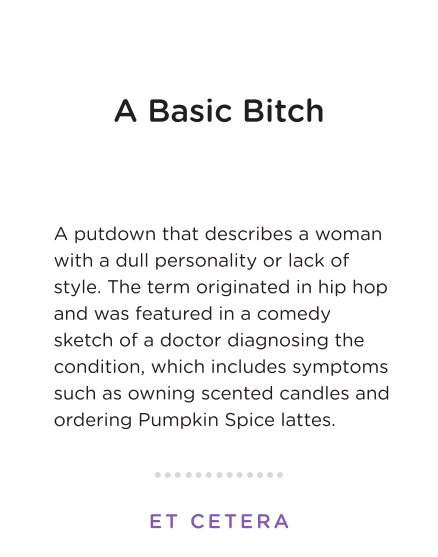 A Basic Bitch
A putdown that describes a woman
with a dull personality or lack of
style. The term originated in hip hop
and was featured in a comedy
sketch of a doctor diagnosing the
condition, which includes symptoms
such as owning scented candles and
ordering Pumpkin Spice lattes.
ET CETERA